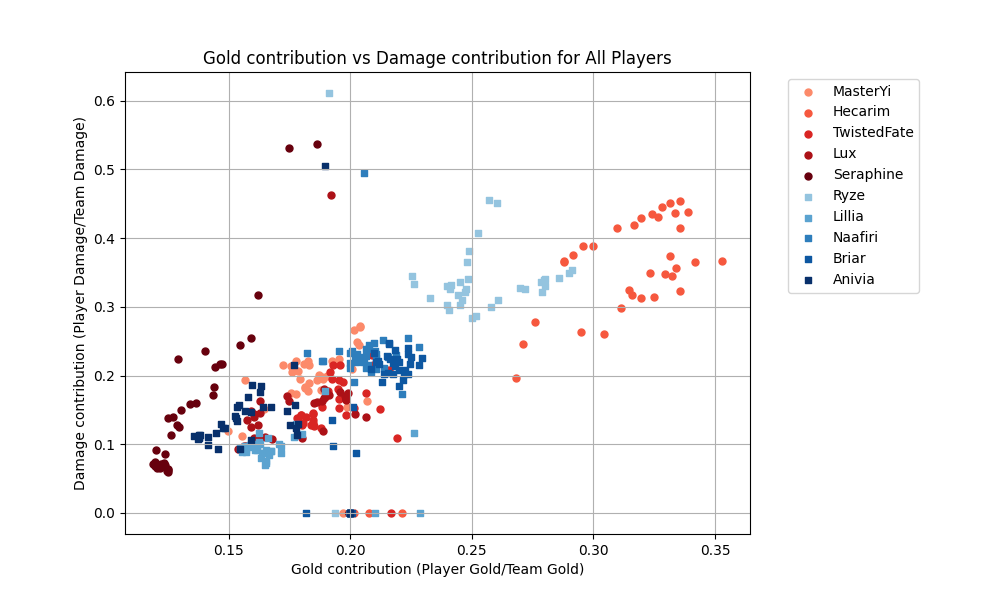 Gold contribution vs Damage contribution for All Players
Damage contribution (Player Damage/Team Damage)
0.6
0.5
0.4
0.3
0.2
0.1
0.0
0.15
0.20
0.25
0.30
0.35
Gold contribution (Player Gold/Team Gold)
MasterYi
Hecarim
TwistedFate
Lux
Seraphine
Ryze
Lillia
Naafiri
Briar
Anivia